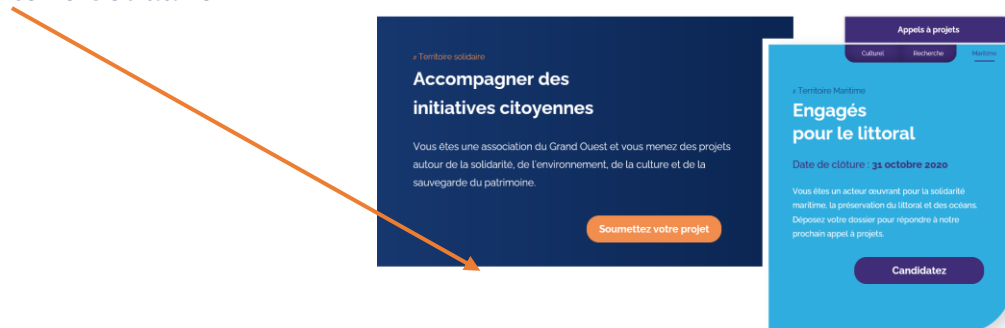 # Territoire solidaire
Accompagner des
initiatives citoyennes
Vous êtes une association du Grand Ouest et vous menez des projets
autour de la solidarité, de l'environnement, de la culture et de la
sauvegarde du patrimoine.
Soumettez votre projet
Appels à projets
Culturel Recherche Maritime
# Territoire Maritime
Engagés
pour le littoral
Date de clôture : 31 octobre 2020
Vous êtes un acteur œuvrant pour la solidarité
maritime, la préservation du littoral et des océans.
Déposez votre dossier pour répondre à notre
prochain appel à projets.
Candidatez